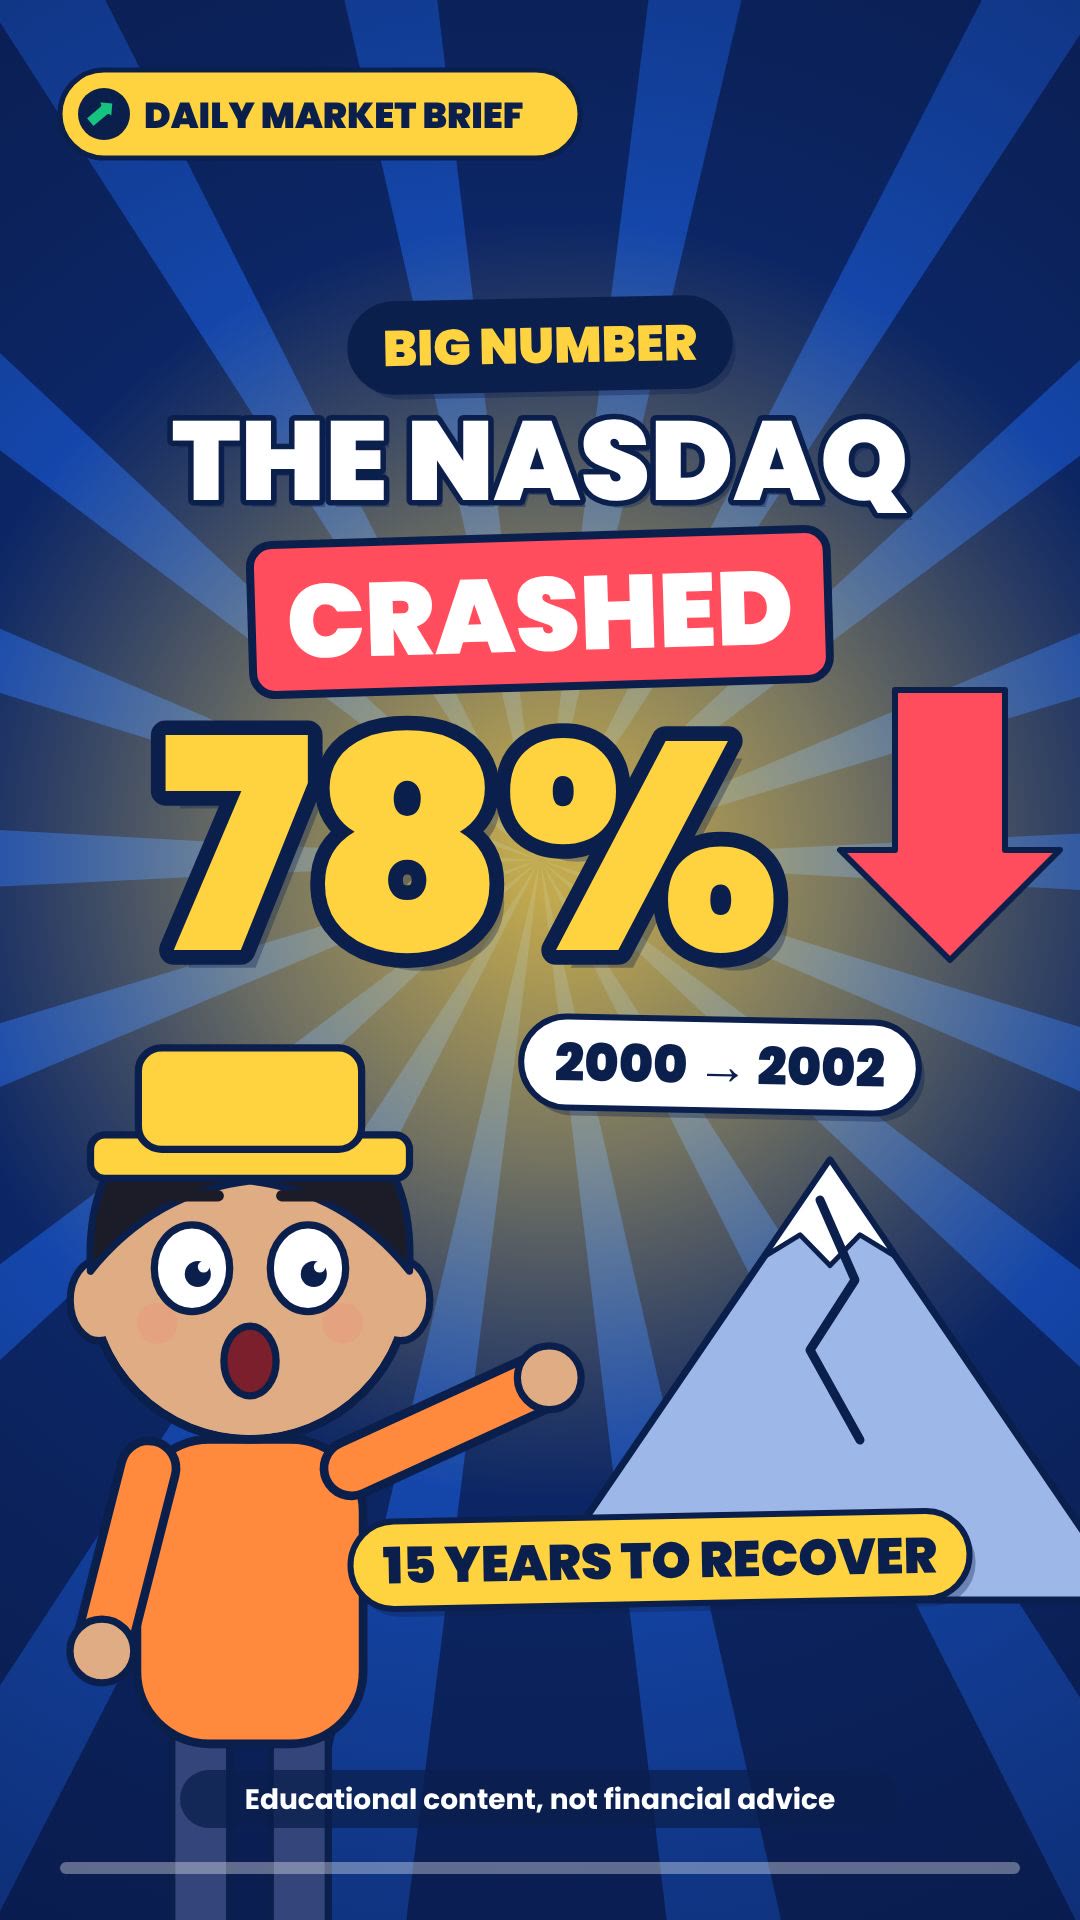 DAILY MARKET BRIEF
BIG NUMBER
THE NASDAQ
CRASHED
78%
2000 → 2002
15 YEARS TO RECOVER
Educational content, not financial advice